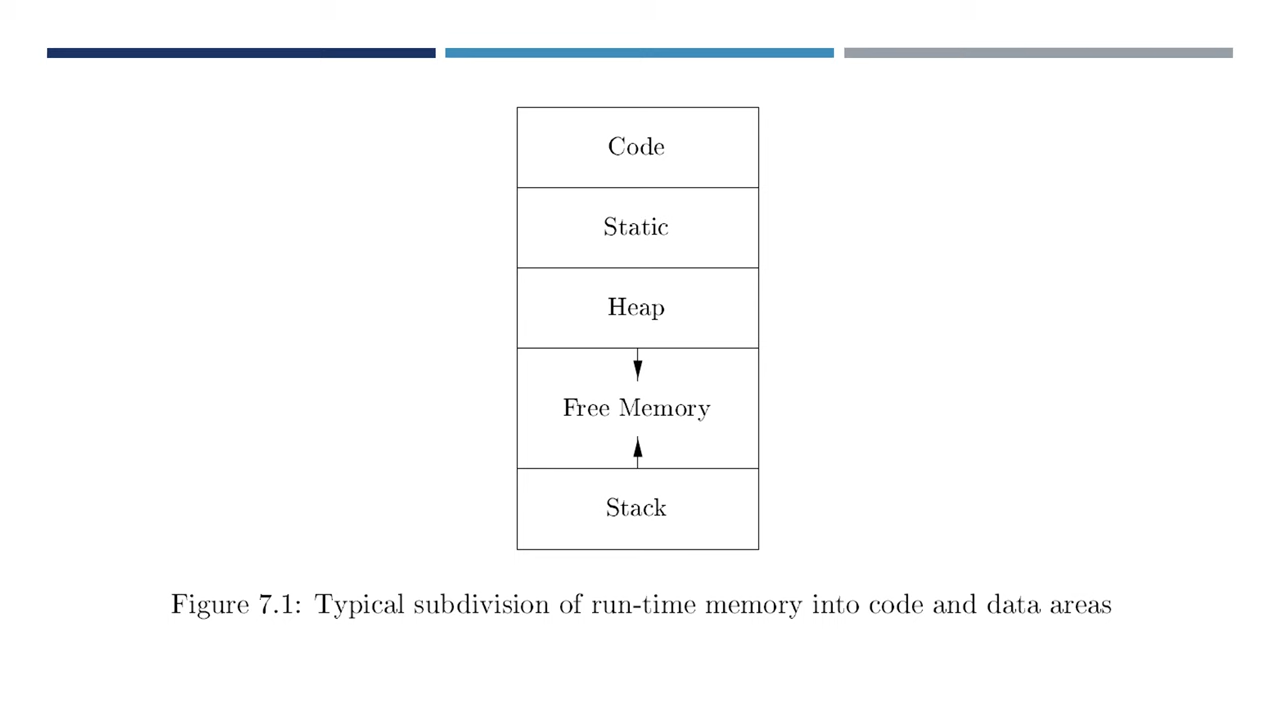 Code
Static
Heap
Free Memory
Stack
Figure 7.1: Typical subdivision of run-time memory into code and data areas